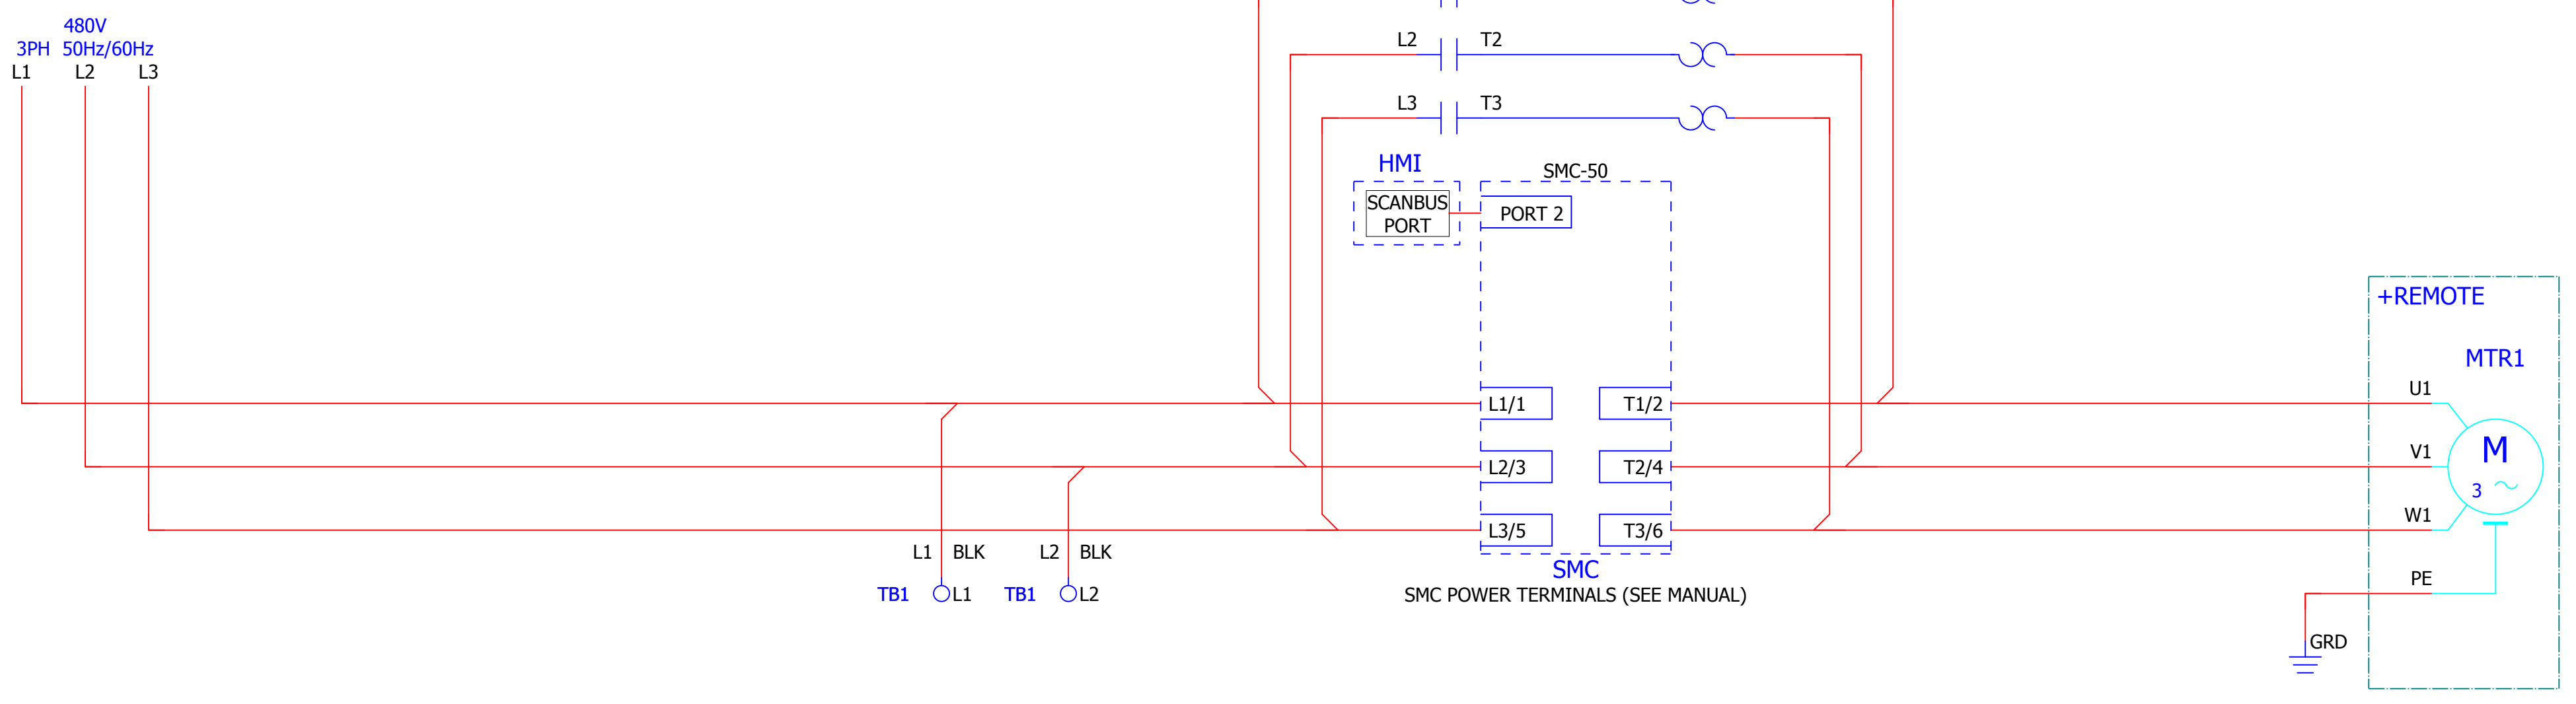 480V
3PH 50Hz/60Hz
L1 L2 L3
L2 T2
L3 T3
HMI
SCANBUS
PORT
SMC-50
PORT 2
+REMOTE
MTR1
L1/1 T1/2 U1
L2/3 T2/4 V1
M
3
L3/5 T3/6 W1
L1 BLK L2 BLK
SMC
PE
TB1 L1 TB1 L2
SMC POWER TERMINALS (SEE MANUAL)
GRD